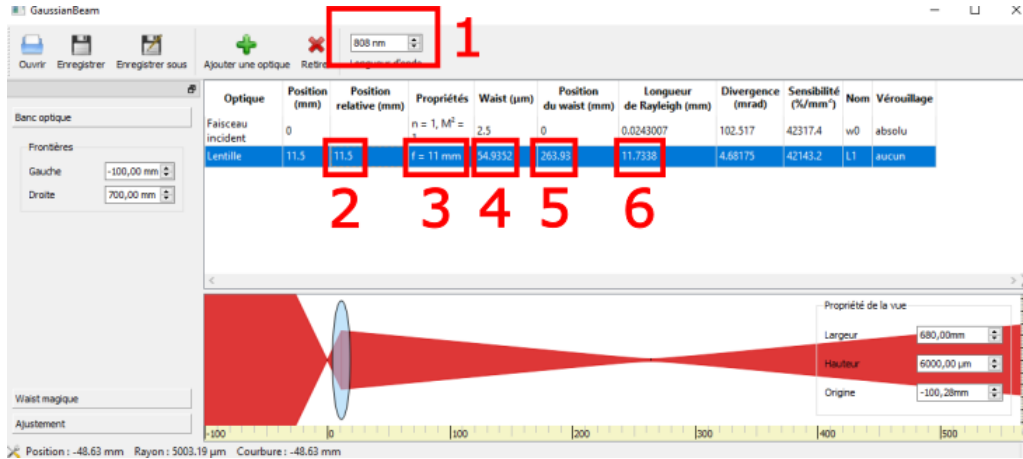 GaussianBeam
Ouvrir Enregistrer Enregistrer sous Ajouter une optique Retirer 808 nm 1
Banc optique
Frontières
Gauche -100,00 mm
Droite 700,00 mm
Waist magique
Ajustement
Optique Position (mm) Position relative (mm) Propriétés Waist (µm) Position du waist (mm) Longueur de Rayleigh (mm) Divergence (mrad) Sensibilité (%/mm²) Nom Vérouillage
Faisceau incident 0 n = 1, M² = 2.5 0 0.0243007 102.517 42317.4 w0 absolu
Lentille 11.5 11.5 f = 11 mm 54.9352 263.93 11.7338 4.68175 42143.2 L1 aucun
2 3 4 5 6
Propriété de la vue
Largeur 680,00mm
Hauteur 6000,00 µm
Origine -100,28mm
-100 0 100 200 300 400 500
Position : -48.63 mm Rayon : 5003.19 µm Courbure : -48.63 mm